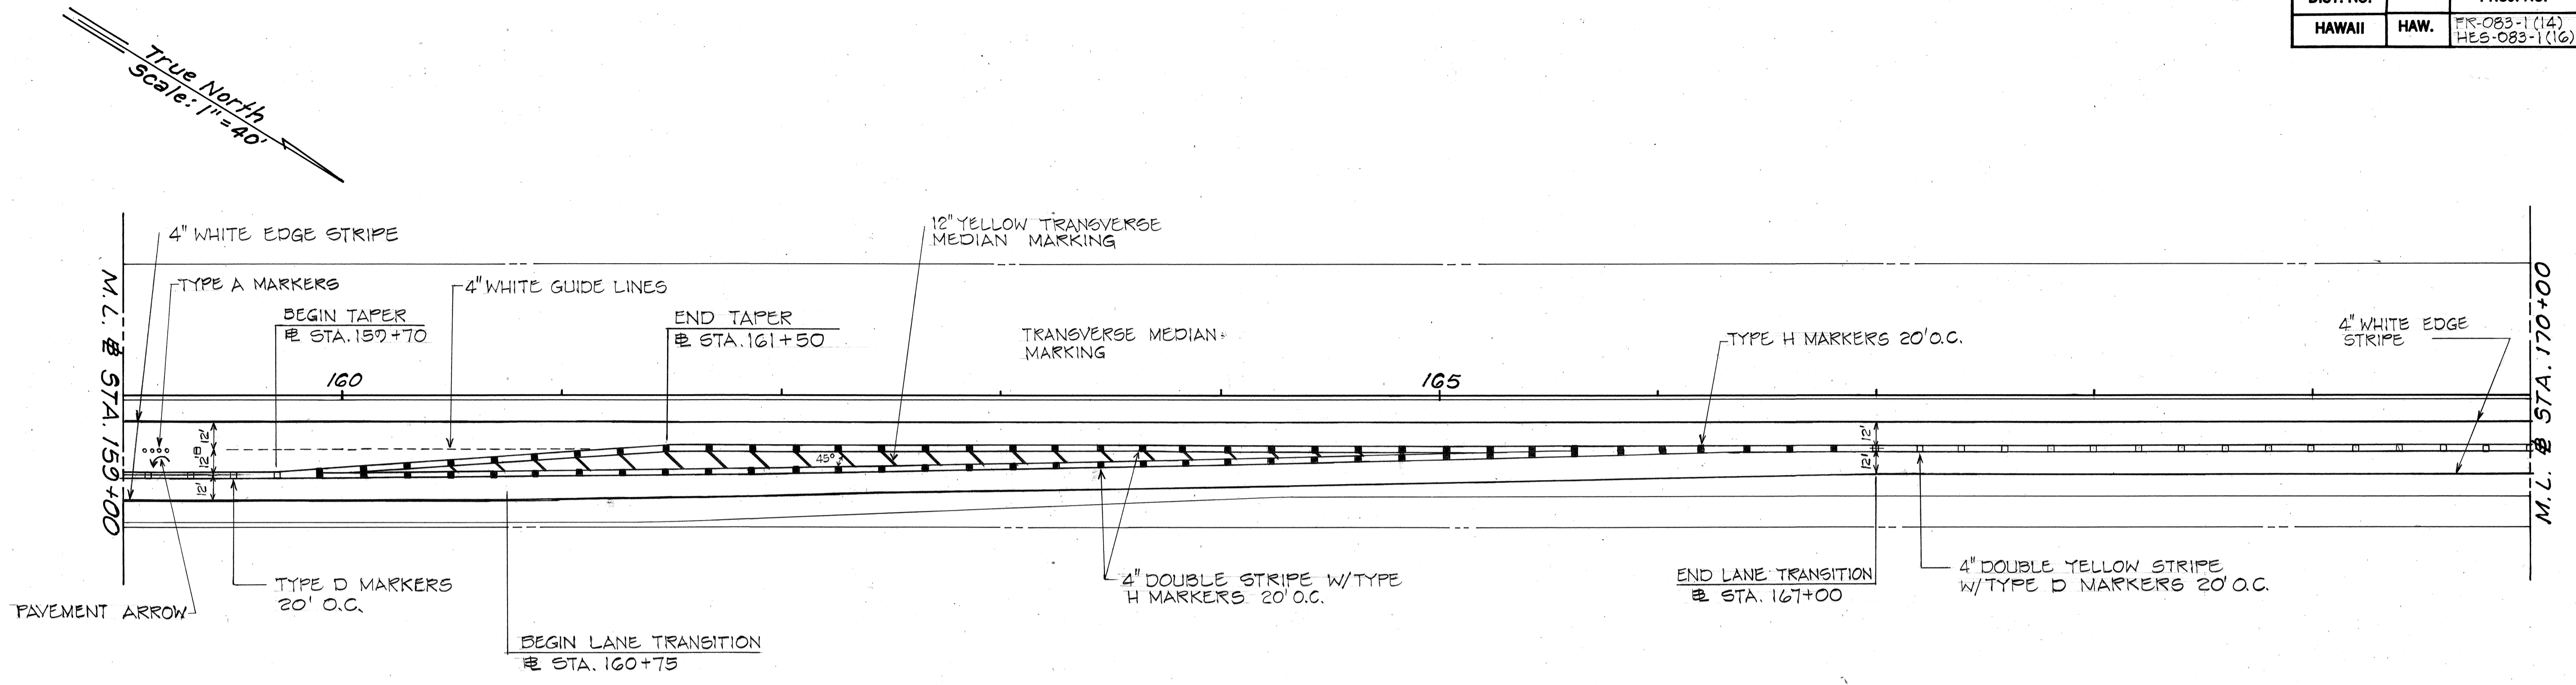 HAWAII HAW. FR-083-1(14)
HES-083-1(16)
True North
Scale: 1"=40'
4" WHITE EDGE STRIPE
TYPE A MARKERS
BEGIN TAPER
STA. 159+70
4" WHITE GUIDE LINES
END TAPER
STA. 161+50
12" YELLOW TRANSVERSE
MEDIAN MARKING
TRANSVERSE MEDIAN
MARKING
TYPE H MARKERS 20' O.C.
4" WHITE EDGE
STRIPE
160
165
M.L. ℄ STA. 159+00
M.L. ℄ STA. 170+00
12'
12'
12'
45°
12'
12'
PAVEMENT ARROW
TYPE D MARKERS
20' O.C.
BEGIN LANE TRANSITION
STA. 160+75
4" DOUBLE STRIPE W/TYPE
H MARKERS 20' O.C.
END LANE TRANSITION
STA. 167+00
4" DOUBLE YELLOW STRIPE
W/TYPE D MARKERS 20' O.C.